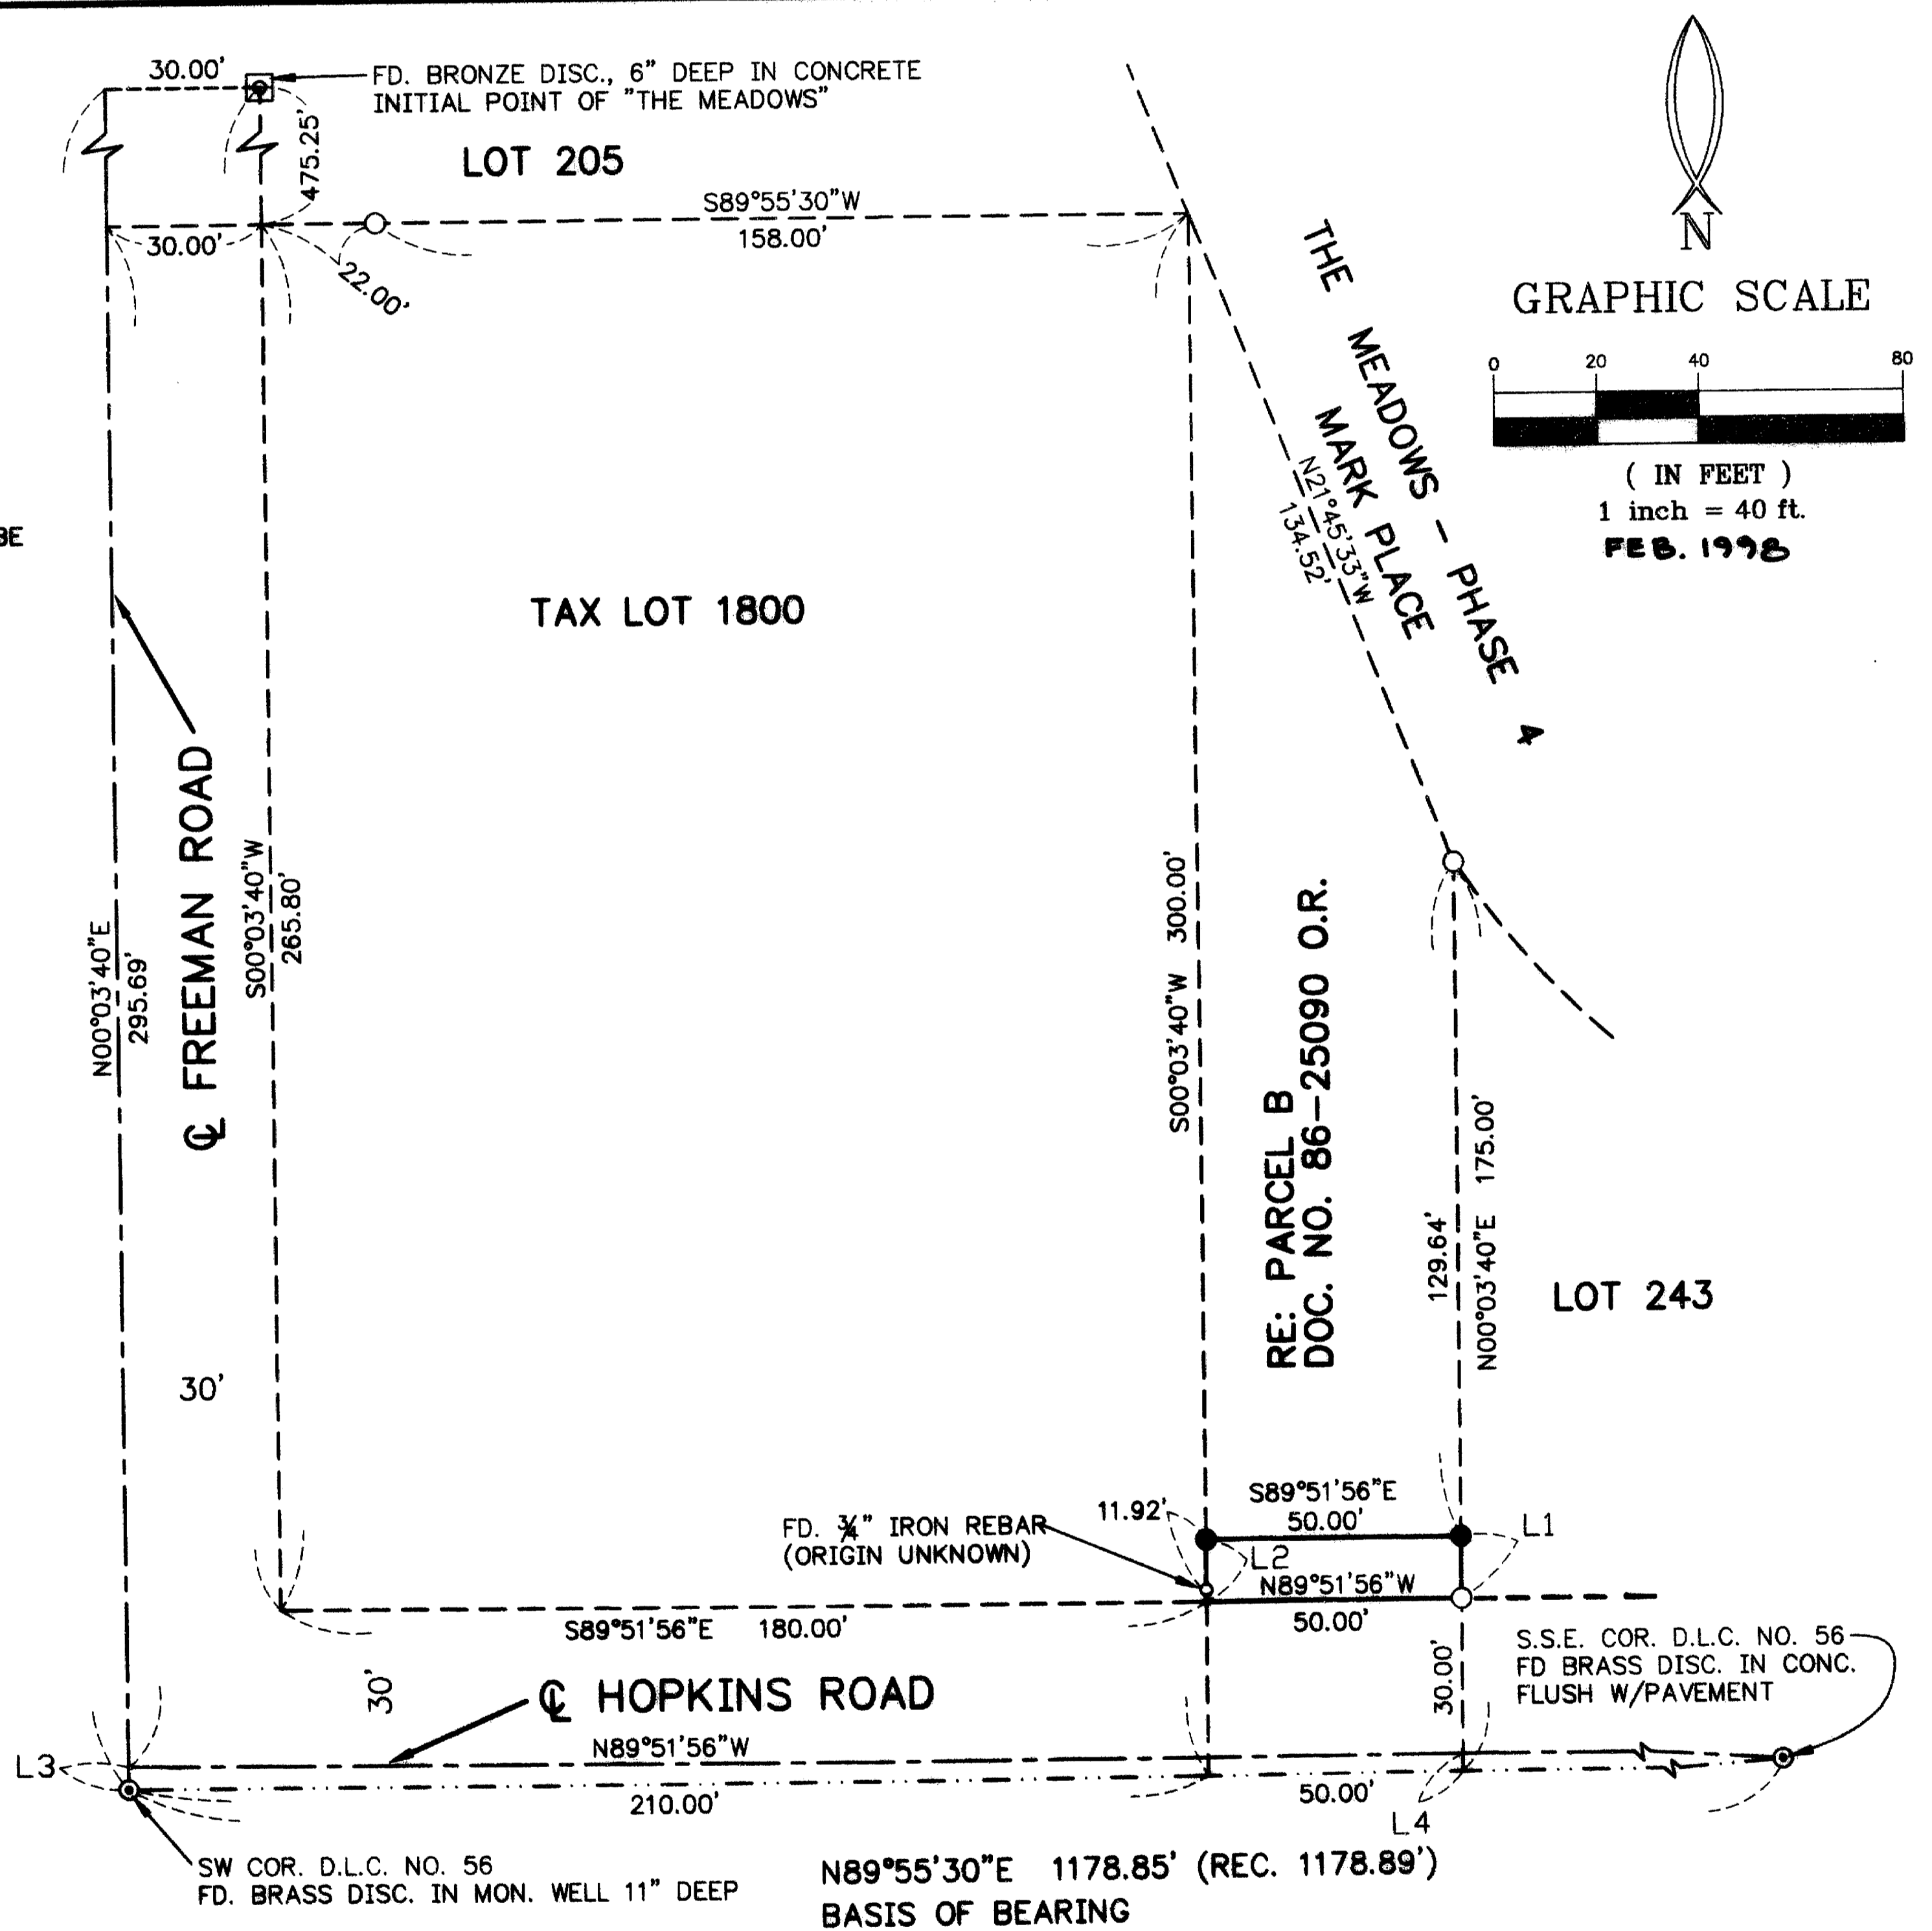 30.00'
FD. BRONZE DISC., 6" DEEP IN CONCRETE
INITIAL POINT OF "THE MEADOWS"
475.25'
LOT 205
S89°55'30"W
158.00'
30.00'
22.00'
N
GRAPHIC SCALE
0 20 40 80
( IN FEET )
1 inch = 40 ft.
FEB. 1998
THE MEADOWS - PHASE 4
MARK PLACE
N21°45'33"W
134.52'
BE
TAX LOT 1800
℄ FREEMAN ROAD
N00°03'40"E
295.69'
S00°03'40"W
265.80'
S00°03'40"W 300.00'
RE: PARCEL B
DOC. NO. 86-25090 O.R.
129.64'
N00°03'40"E 175.00'
LOT 243
30'
FD. ¾" IRON REBAR
(ORIGIN UNKNOWN)
11.92'
S89°51'56"E
50.00'
L1
L2
N89°51'56"W
50.00'
S89°51'56"E 180.00'
30'
℄ HOPKINS ROAD
30.00'
S.S.E. COR. D.L.C. NO. 56
FD BRASS DISC. IN CONC.
FLUSH W/PAVEMENT
N89°51'56"W
L3
210.00'
50.00'
L4
SW COR. D.L.C. NO. 56
FD. BRASS DISC. IN MON. WELL 11" DEEP
N89°55'30"E 1178.85' (REC. 1178.89')
BASIS OF BEARING